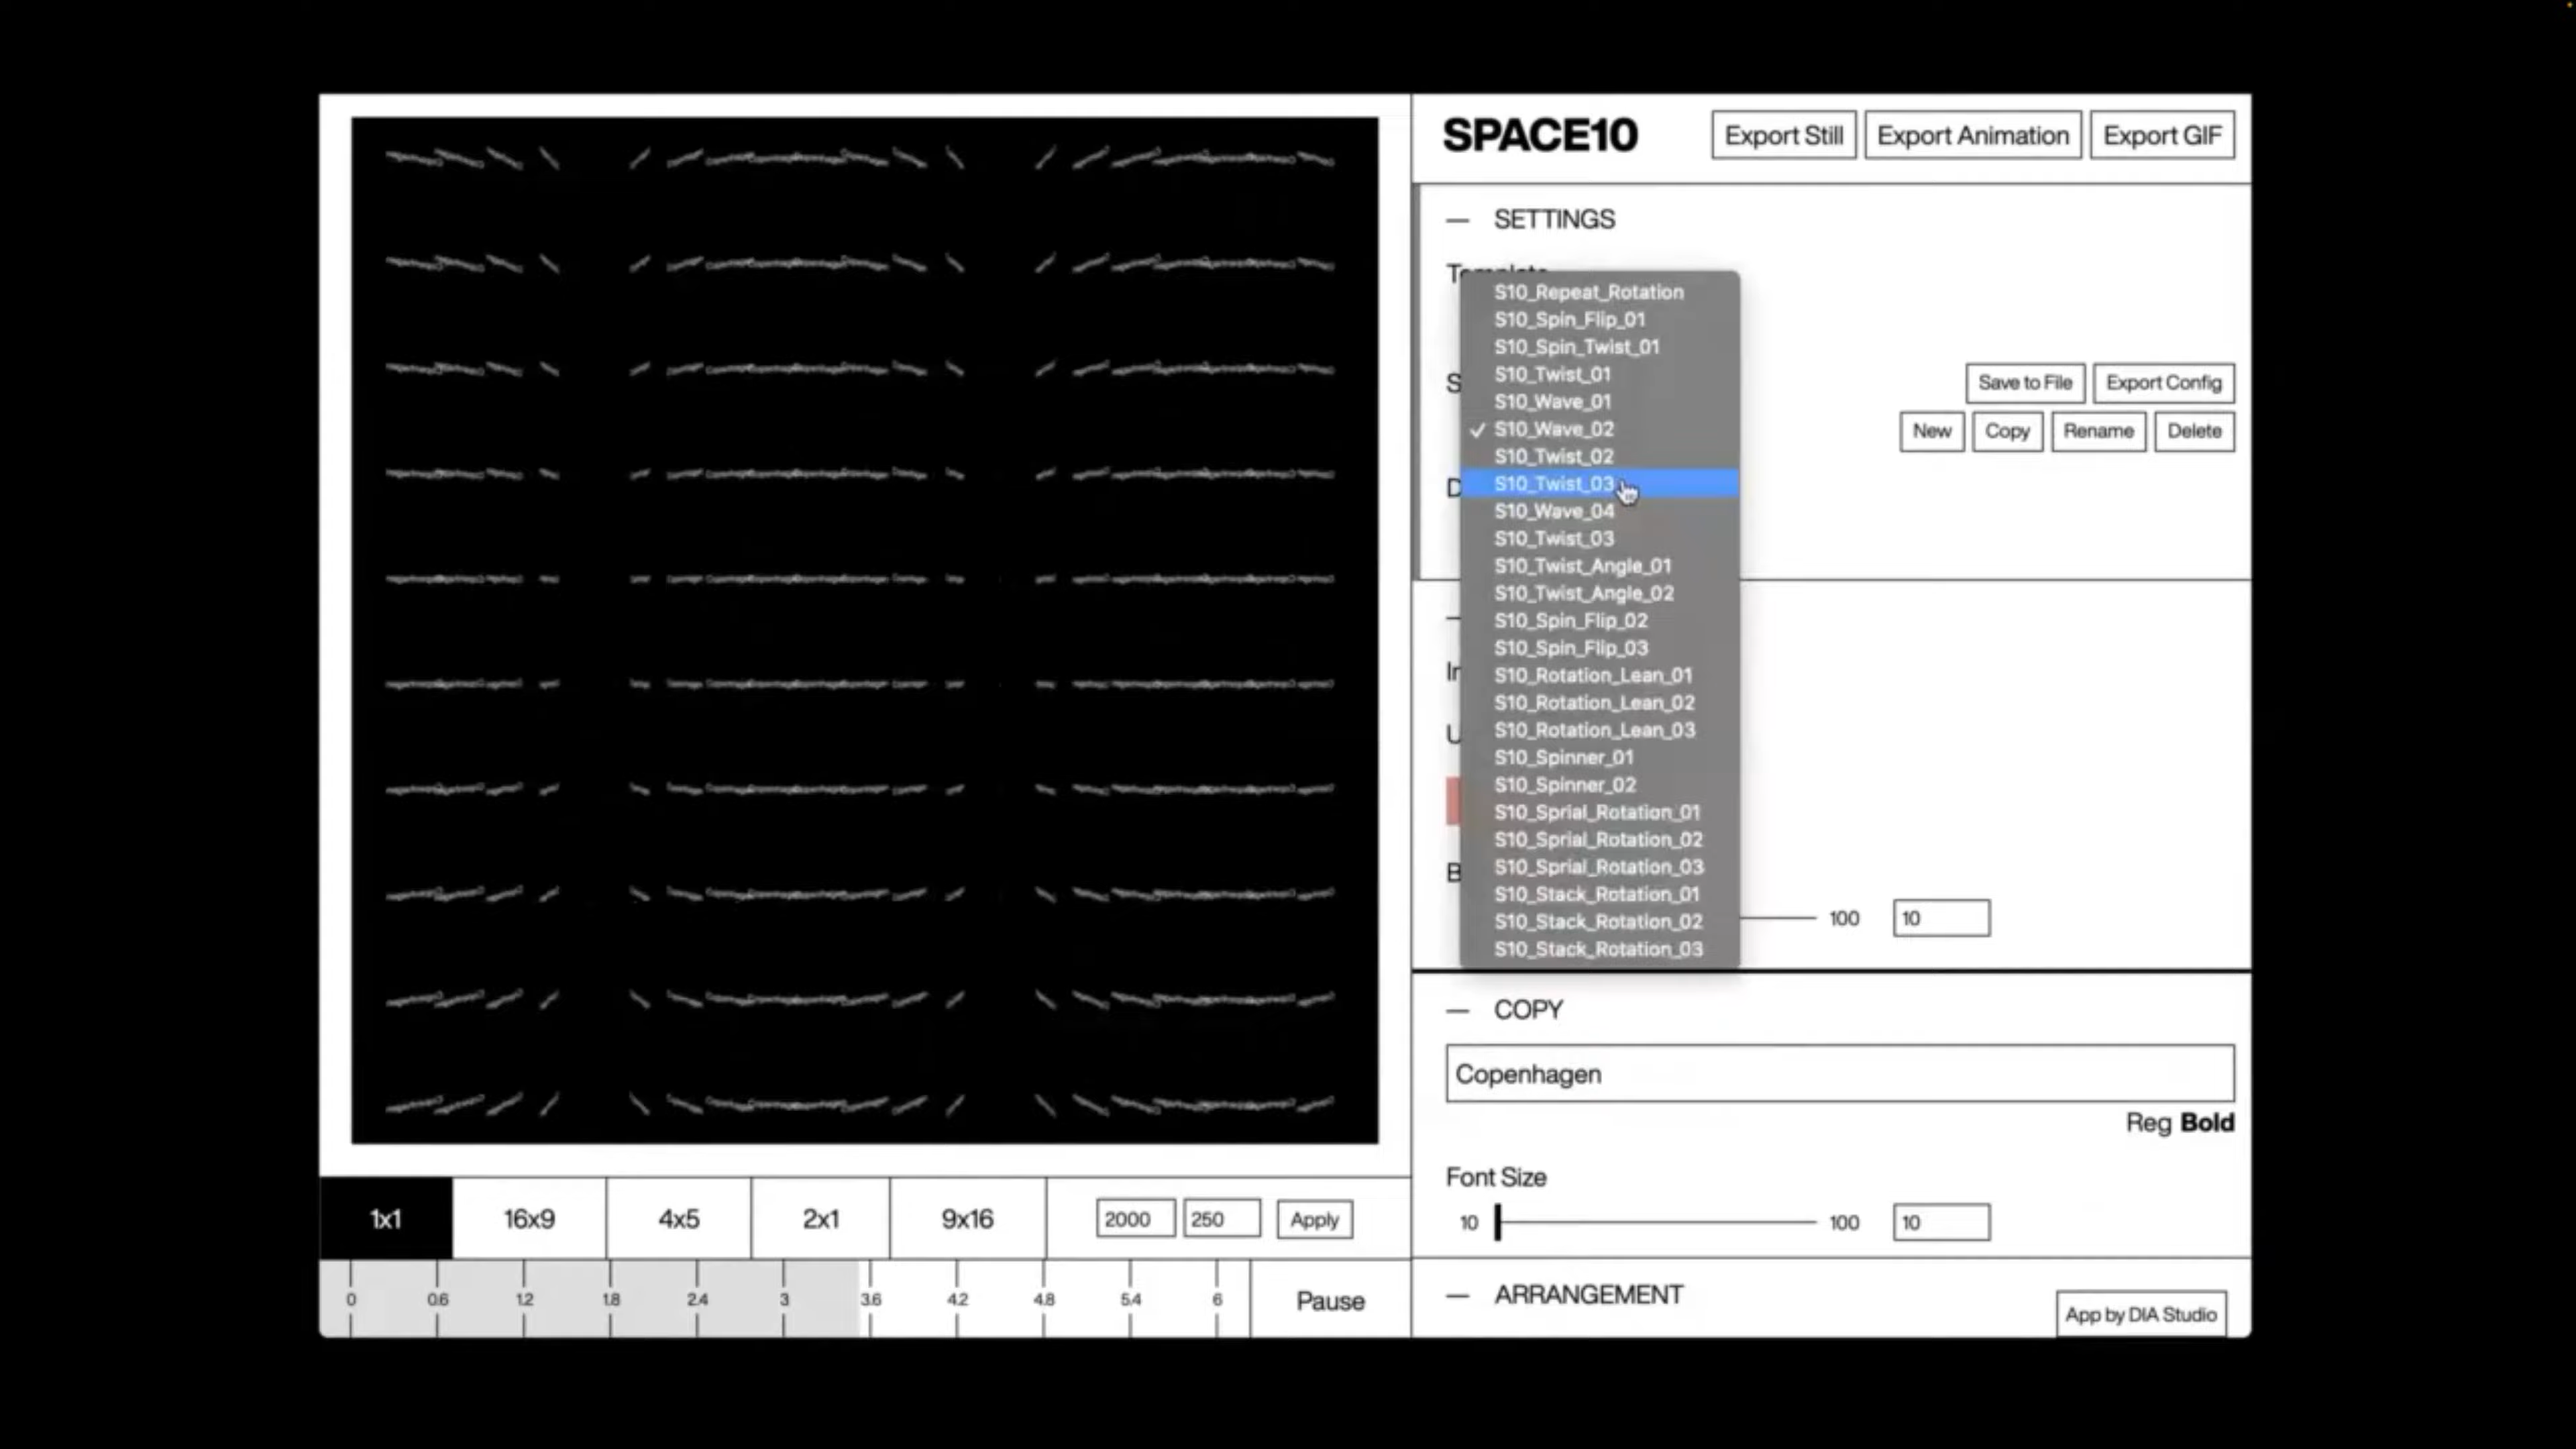 SPACE10
Export Still
Export Animation
Export GIF
— SETTINGS
S10_Repeat_Rotation
S10_Spin_Flip_01
S10_Spin_Twist_01
S10_Twist_01
S10_Wave_01
✓ S10_Wave_02
S10_Twist_02
S10_Twist_03
S10_Wave_04
S10_Twist_03
S10_Twist_Angle_01
S10_Twist_Angle_02
S10_Spin_Flip_02
S10_Spin_Flip_03
S10_Rotation_Lean_01
S10_Rotation_Lean_02
S10_Rotation_Lean_03
S10_Spinner_01
S10_Spinner_02
S10_Sprial_Rotation_01
S10_Sprial_Rotation_02
S10_Sprial_Rotation_03
S10_Stack_Rotation_01
S10_Stack_Rotation_02
S10_Stack_Rotation_03
Save to File
Export Config
New
Copy
Rename
Delete
100
10
— COPY
Copenhagen
Reg Bold
Font Size
10
100
10
— ARRANGEMENT
App by DIA Studio
1x1
16x9
4x5
2x1
9x16
2000
250
Apply
0 0.6 1.2 1.8 2.4 3 3.6 4.2 4.8 5.4 6
Pause